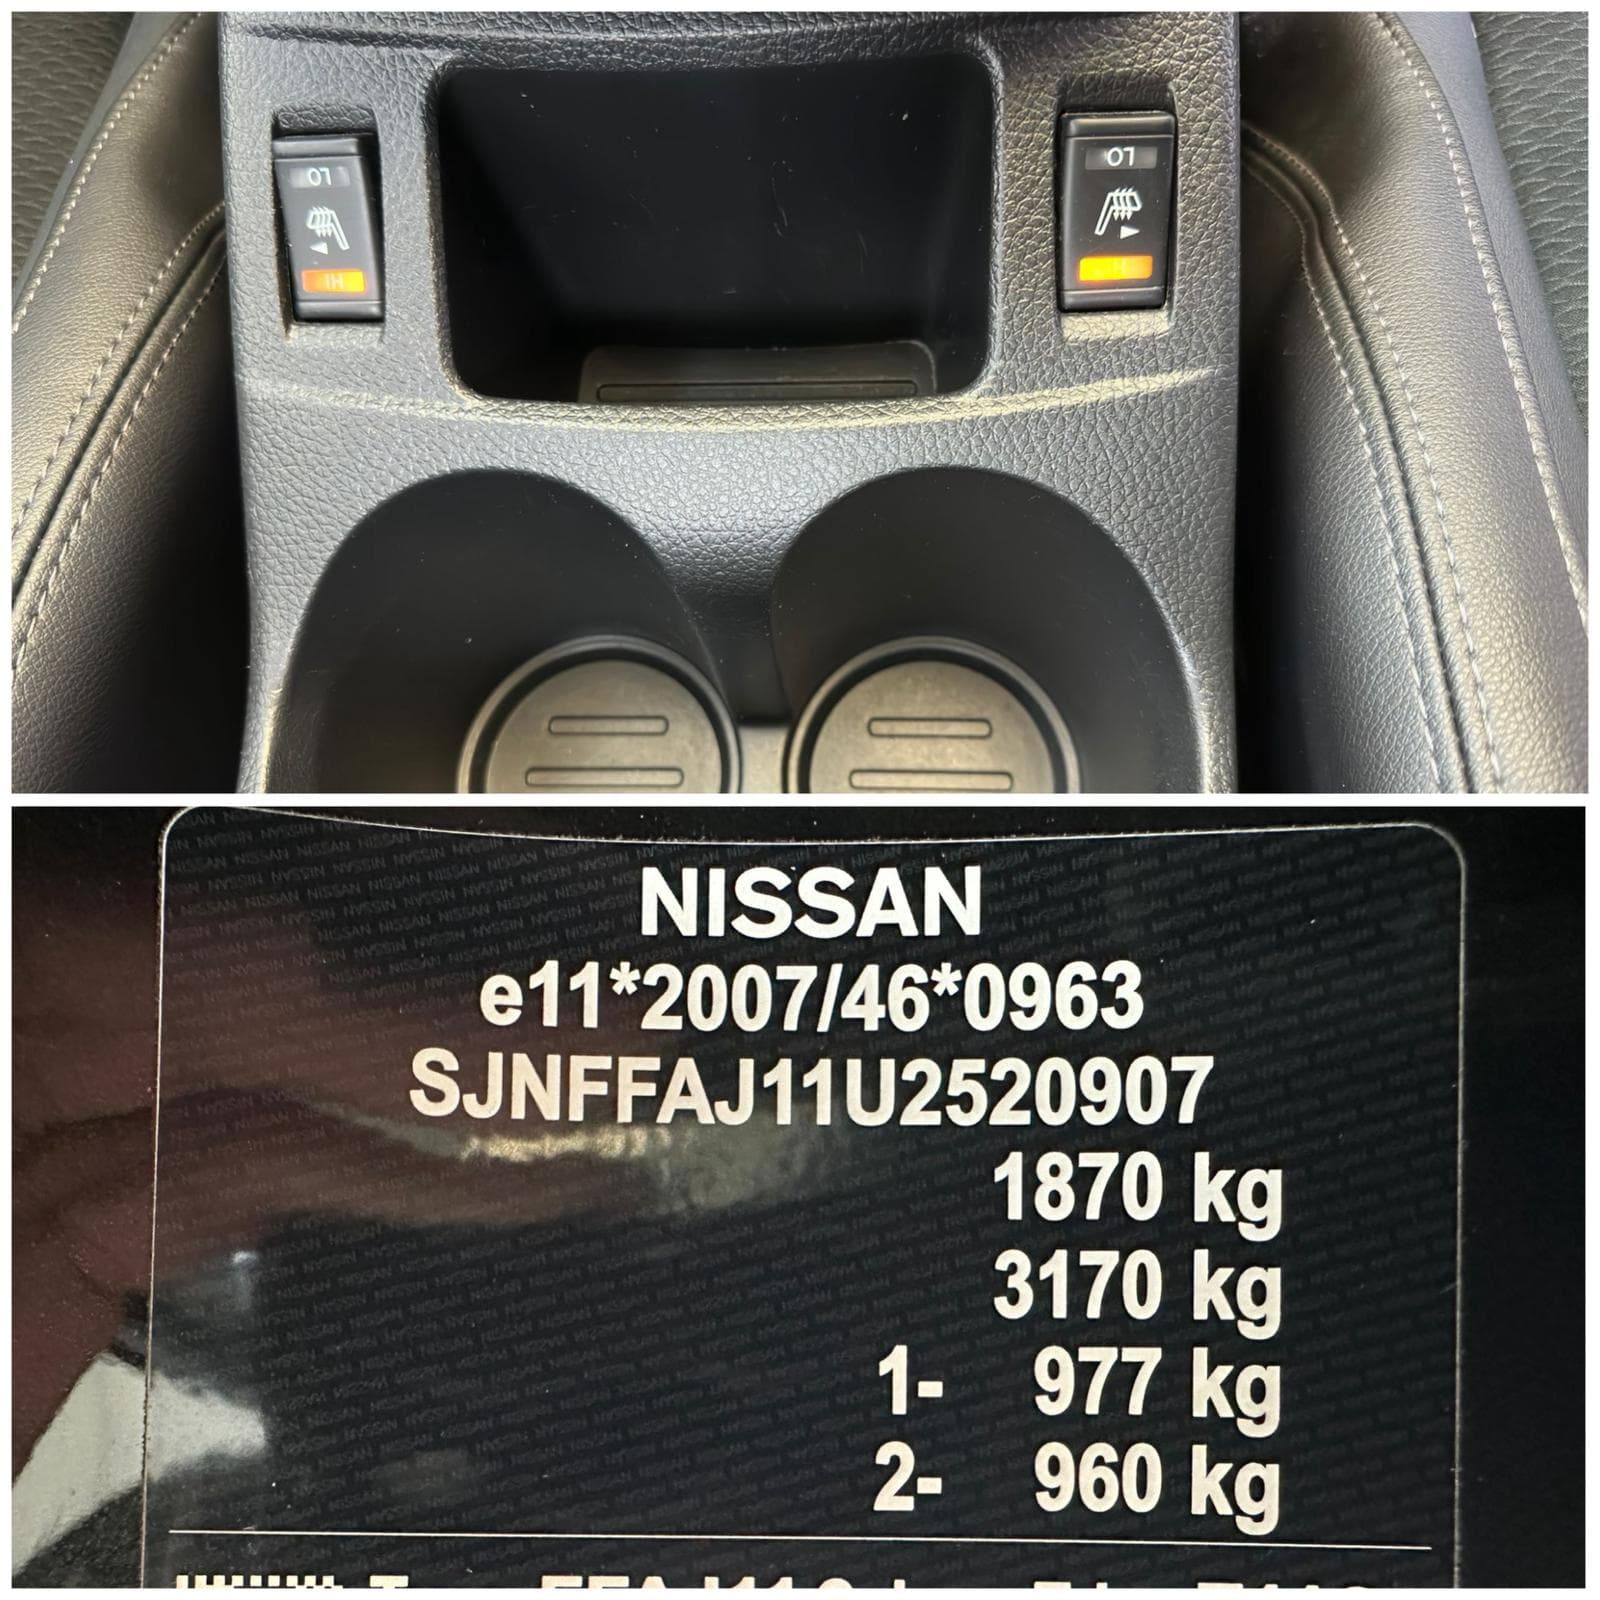 LO
LO
HI
HI
NISSAN
e11*2007/46*0963
SJNFFAJ11U2520907
1870 kg
3170 kg
1- 977 kg
2- 960 kg